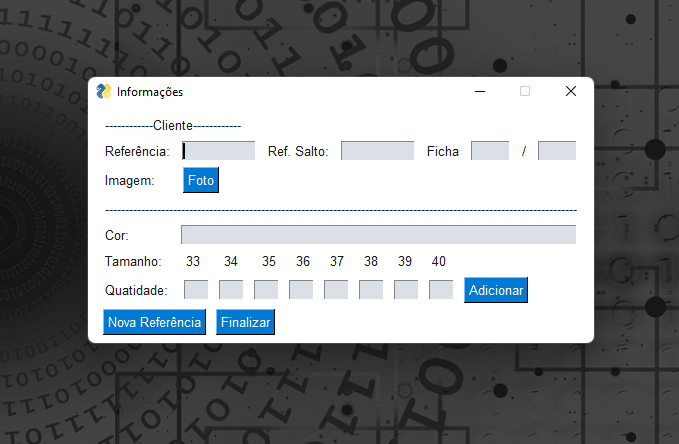 Informações
-----------Cliente-----------
Referência: Ref. Salto: Ficha /
Imagem: Foto
Cor:
Tamanho: 33 34 35 36 37 38 39 40
Quatidade: Adicionar
Nova Referência Finalizar